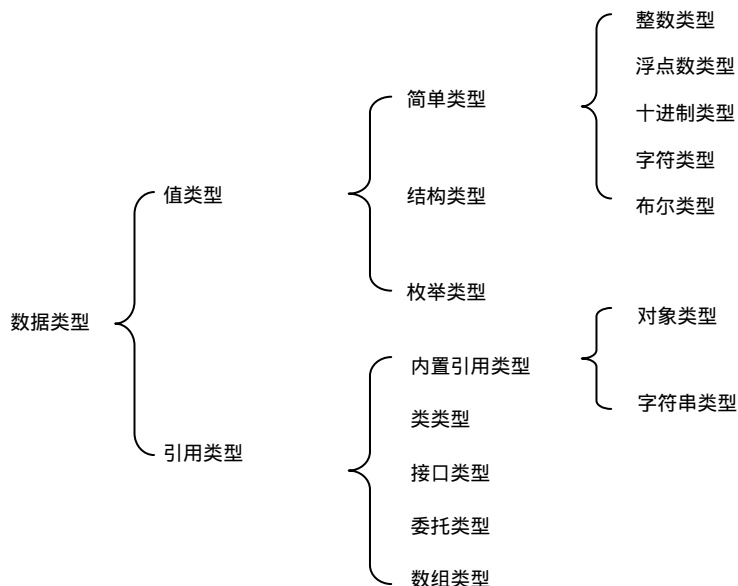 数据类型
值类型
简单类型
整数类型
浮点数类型
十进制类型
字符类型
布尔类型
结构类型
枚举类型
引用类型
内置引用类型
对象类型
字符串类型
类类型
接口类型
委托类型
数组类型